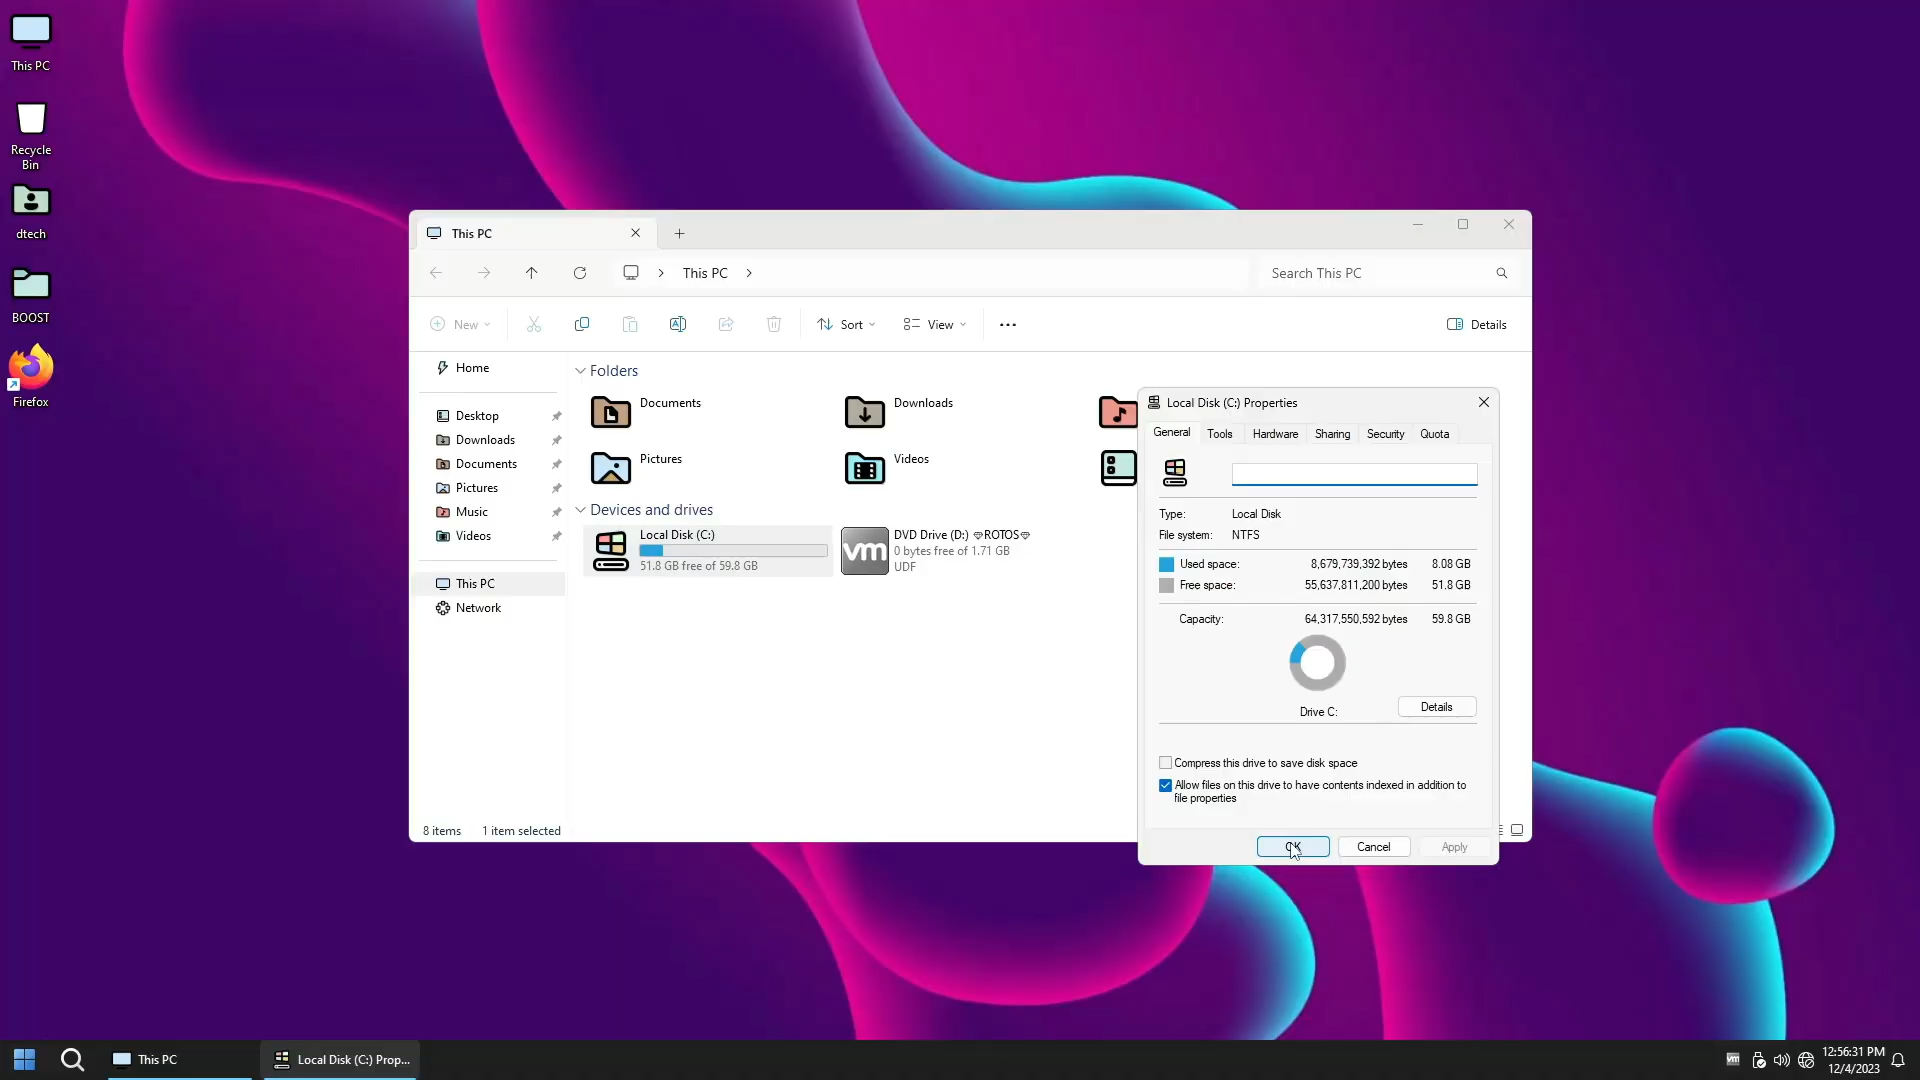 This PC
Recycle
Bin
dtech
BOOST
Firefox
This PC
This PC
Search This PC
New
Sort
View
Details
Home
Desktop
Downloads
Documents
Pictures
Music
Videos
This PC
Network
Folders
Documents
Downloads
Pictures
Videos
Devices and drives
Local Disk (C:)
51.8 GB free of 59.8 GB
vm
DVD Drive (D:) ROTOS
0 bytes free of 1.71 GB
UDF
8 items 1 item selected
Local Disk (C:) Properties
General Tools Hardware Sharing Security Quota
Type: Local Disk
File system: NTFS
Used space: 8,679,739,392 bytes 8.08 GB
Free space: 55,637,811,200 bytes 51.8 GB
Capacity: 64,317,550,592 bytes 59.8 GB
Drive C:
Details
Compress this drive to save disk space
Allow files on this drive to have contents indexed in addition to
file properties
OK Cancel Apply
This PC
Local Disk (C:) Prop...
vm
12:56:31 PM
12/4/2023